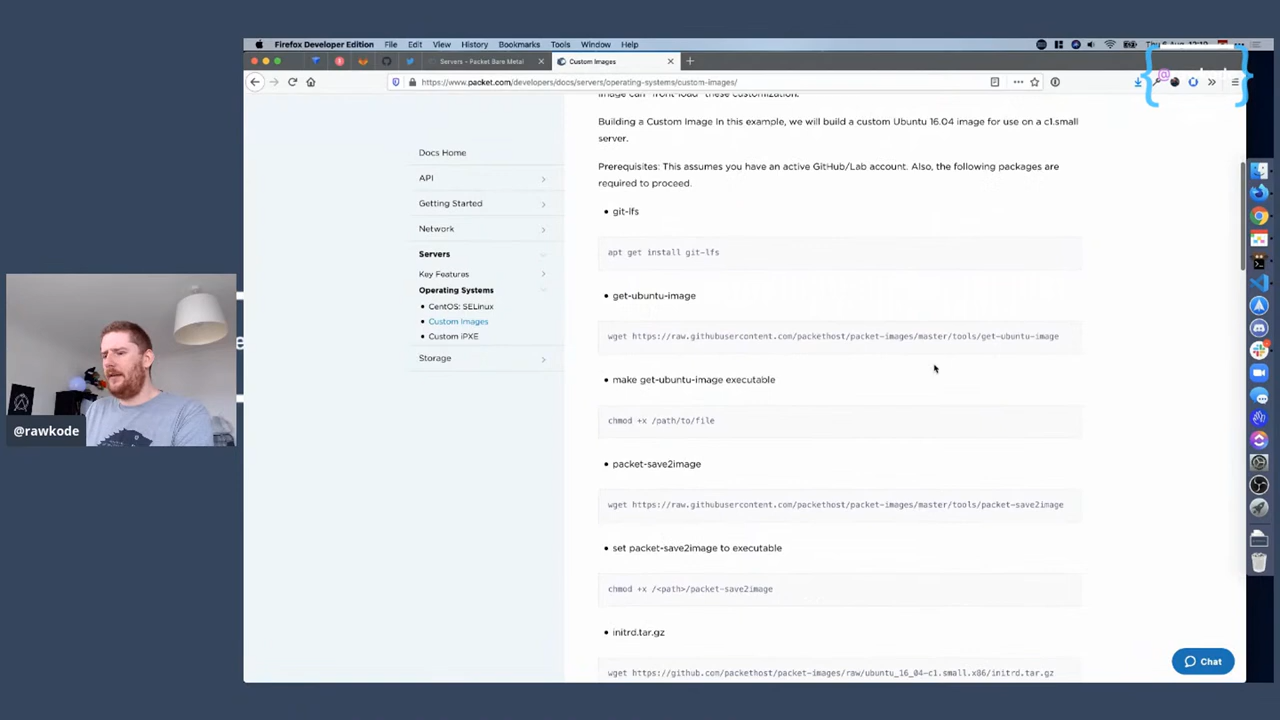 Firefox Developer Edition File Edit View History Bookmarks Tools Window Help
Servers – Packet Bare Metal
Custom Images
https://www.packet.com/developers/docs/servers/operating-systems/custom-images/
image can "front-load" these customization.
Building a Custom Image In this example, we will build a custom Ubuntu 16.04 image for use on a c1.small
server.
Prerequisites: This assumes you have an active GitHub/Lab account. Also, the following packages are
required to proceed.
• git-lfs
apt get install git-lfs
• get-ubuntu-image
wget https://raw.githubusercontent.com/packethost/packet-images/master/tools/get-ubuntu-image
• make get-ubuntu-image executable
chmod +x /path/to/file
• packet-save2image
wget https://raw.githubusercontent.com/packethost/packet-images/master/tools/packet-save2image
• set packet-save2image to executable
chmod +x /<path>/packet-save2image
• initrd.tar.gz
wget https://github.com/packethost/packet-images/raw/ubuntu_16_04-c1.small.x86/initrd.tar.gz
Docs Home
API
Getting Started
Network
Servers
Key Features
Operating Systems
• CentOS: SELinux
• Custom Images
• Custom iPXE
Storage
Chat
@rawkode